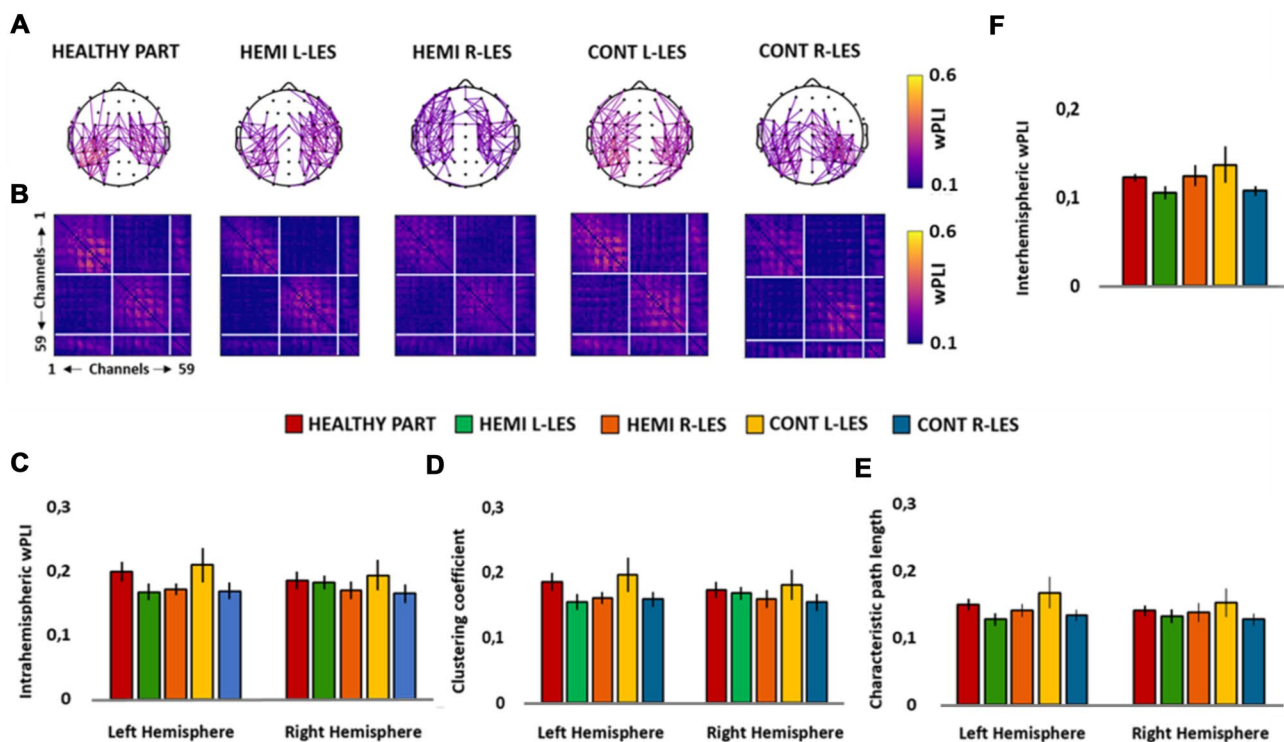 A
HEALTHY PART
HEMI L-LES
HEMI R-LES
CONT L-LES
CONT R-LES
0.6
wPLI
0.1
B
1
Channels
59
1
Channels
59
0.6
wPLI
0.1
F
Interhemispheric wPLI
0,2
0,1
0
HEALTHY PART
HEMI L-LES
HEMI R-LES
CONT L-LES
CONT R-LES
C
Intrahemispheric wPLI
0,3
0,2
0,1
0
Left Hemisphere
Right Hemisphere
D
Clustering coefficient
0,3
0,2
0,1
0
Left Hemisphere
Right Hemisphere
E
Characteristic path length
0,3
0,2
0,1
0
Left Hemisphere
Right Hemisphere